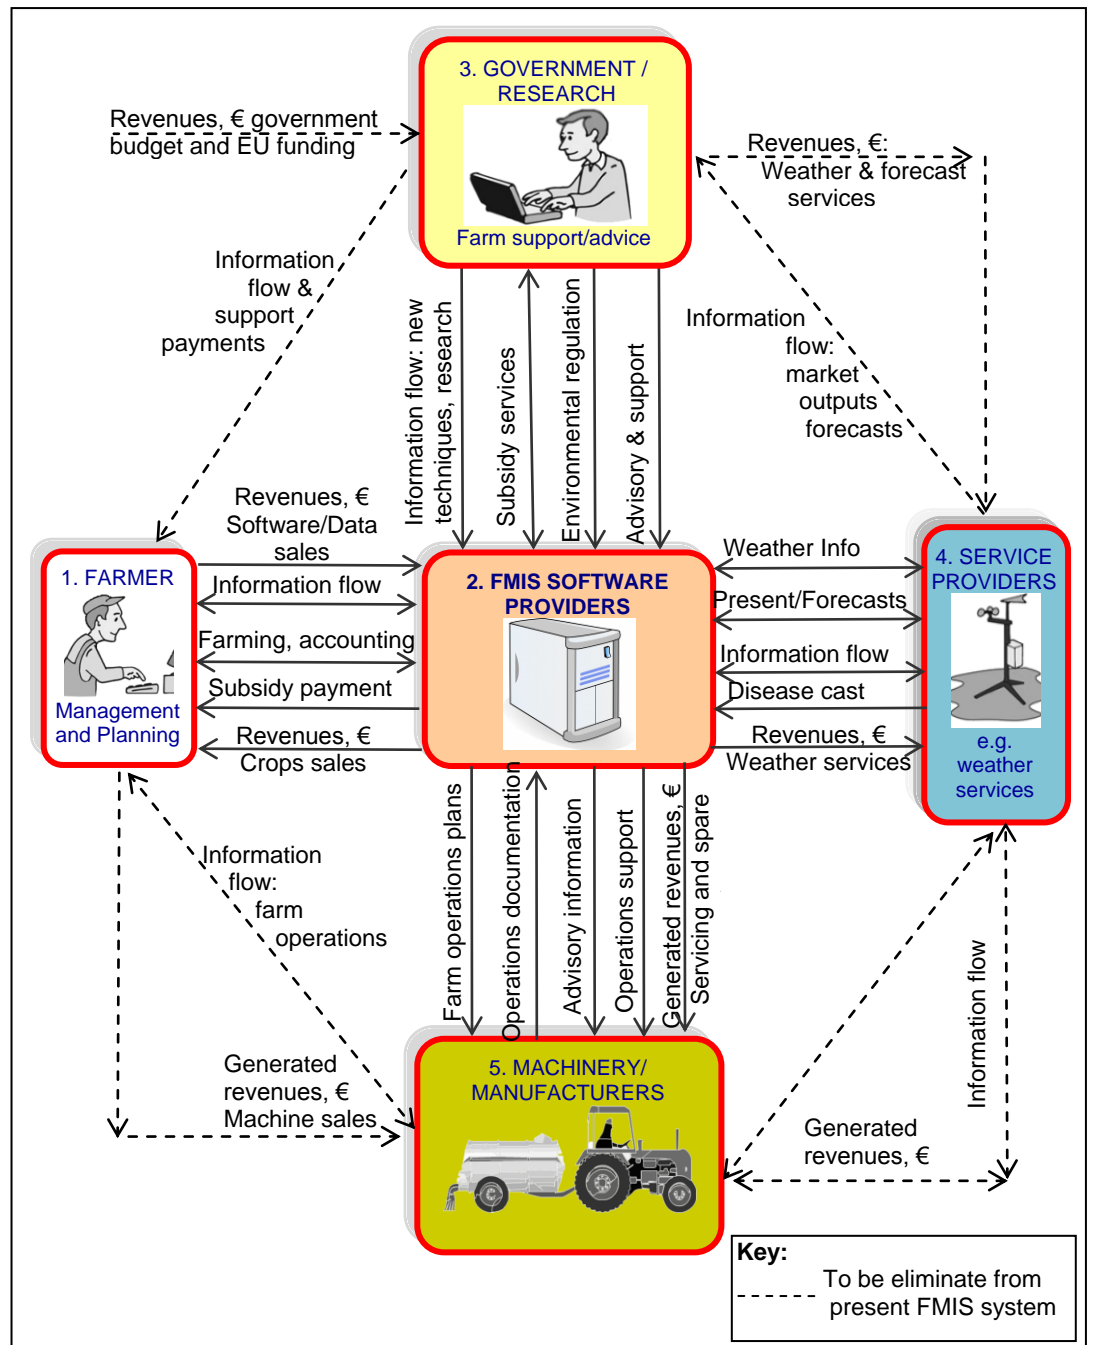 3. GOVERNMENT /
RESEARCH
Farm support/advice
Revenues, € government
budget and EU funding
Revenues, €:
Weather & forecast
services
Information
flow &
support
payments
Information
flow:
market
outputs
forecasts
Information flow: new
techniques, research
Subsidy services
Environmental regulation
Advisory & support
Revenues, €
Software/Data
sales
Information flow
Farming, accounting
Subsidy payment
Revenues, €
Crops sales
1. FARMER
Management
and Planning
2. FMIS SOFTWARE
PROVIDERS
Weather Info
Present/Forecasts
Information flow
Disease cast
Revenues, €
Weather services
4. SERVICE
PROVIDERS
e.g.
weather
services
Information
flow:
farm
operations
Farm operations plans
Operations documentation
Advisory information
Operations support
Generated revenues, €
Servicing and spare
Information flow
Generated
revenues, €
Machine sales
5. MACHINERY/
MANUFACTURERS
Generated
revenues, €
Key:
To be eliminate from
present FMIS system